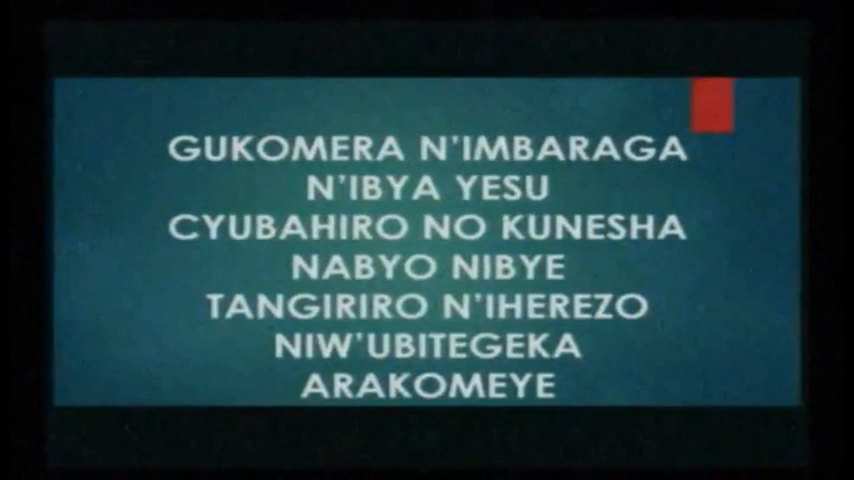 GUKOMERA N'IMBARAGA
N'IBYA YESU
CYUBAHIRO NO KUNESHA
NABYO NIBYE
TANGIRIRO N'IHEREZO
NIW'UBITEGEKA
ARAKOMEYE